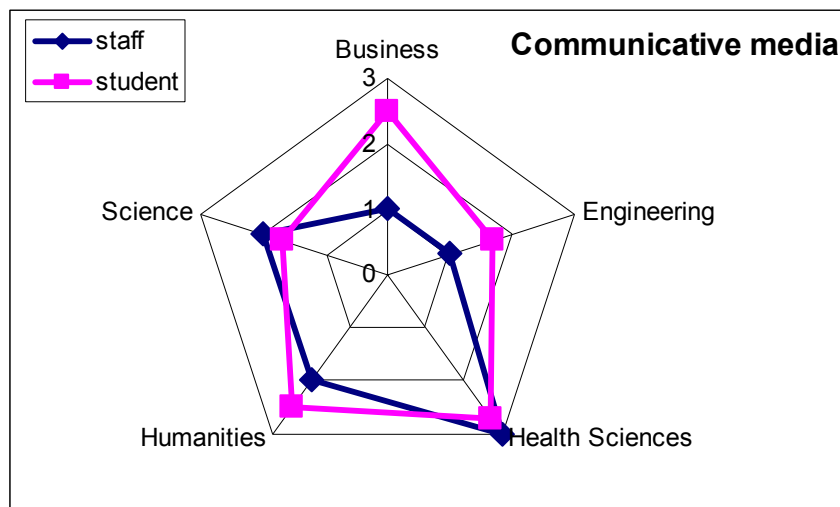 staff
student
Communicative media
Business
3
2
1
0
Science
Engineering
Humanities
Health Sciences